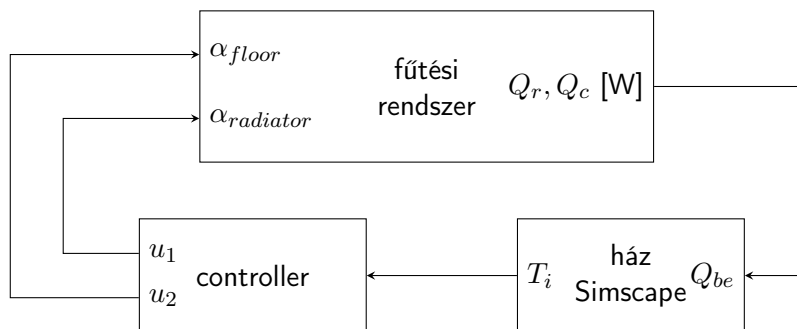 α_floor
fűtési
rendszer
Q_r, Q_c [W]
α_radiator
u_1
u_2
controller
T_i
ház
Simscape
Q_be